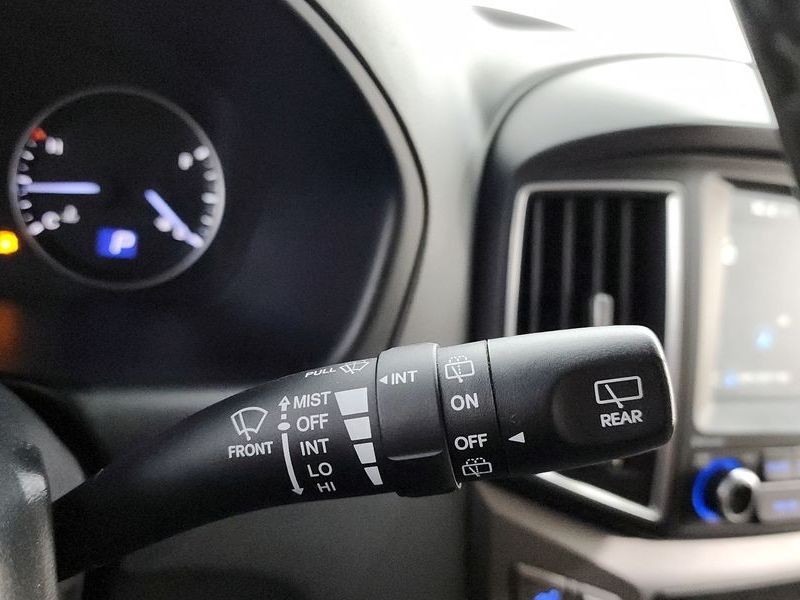 H
F
C
P
PULL
MIST
OFF
INT
LO
HI
FRONT
INT
ON
OFF
REAR